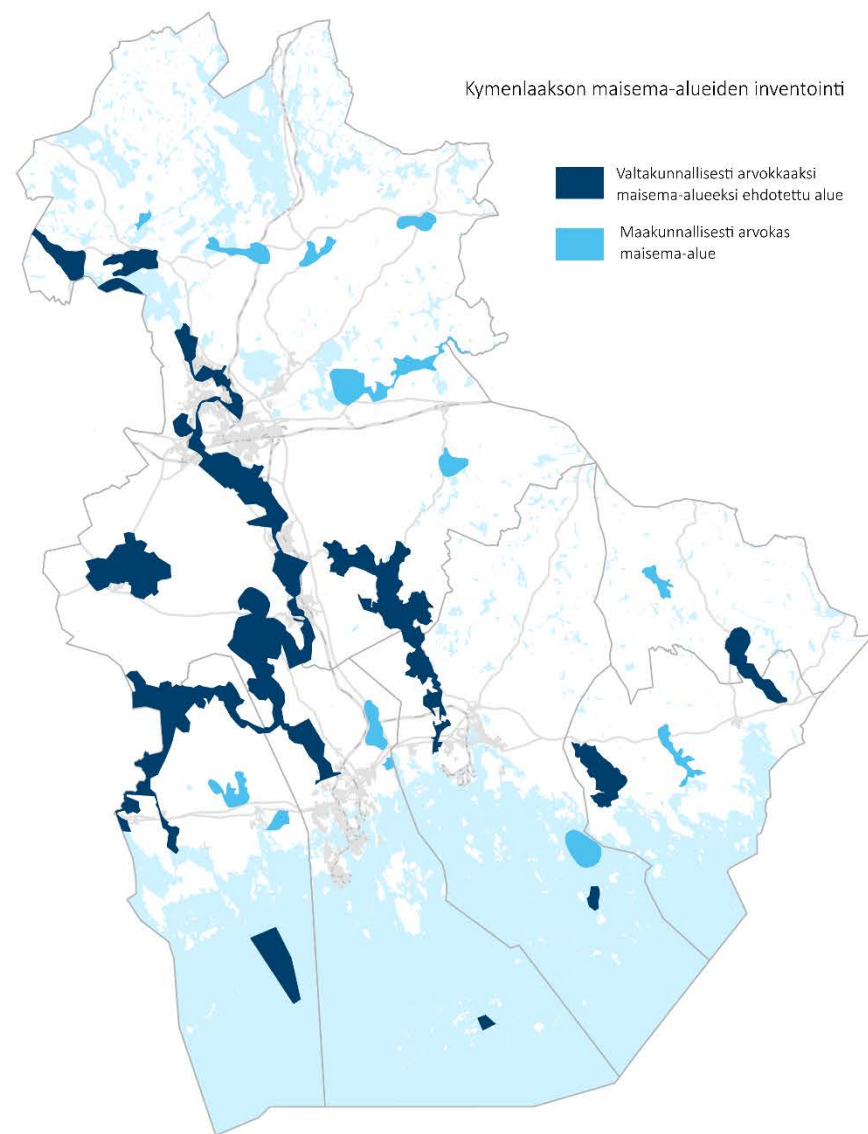 Kymenlaakson maisema-alueiden inventointi
Valtakunnallisesti arvokkaaksi
maisema-alueeksi ehdotettu alue
Maakunnallisesti arvokas
maisema-alue